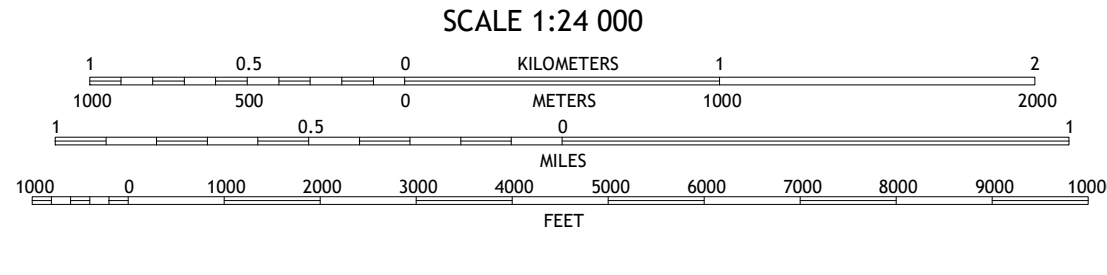 SCALE 1:24 000
1 0.5 0 KILOMETERS 1 2
1000 500 0 METERS 1000 2000
1 0.5 0 1
MILES
1000 0 1000 2000 3000 4000 5000 6000 7000 8000 9000 1000
FEET